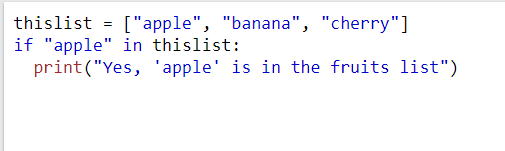 thislist = ["apple", "banana", "cherry"]
if "apple" in thislist:
  print("Yes, 'apple' is in the fruits list")